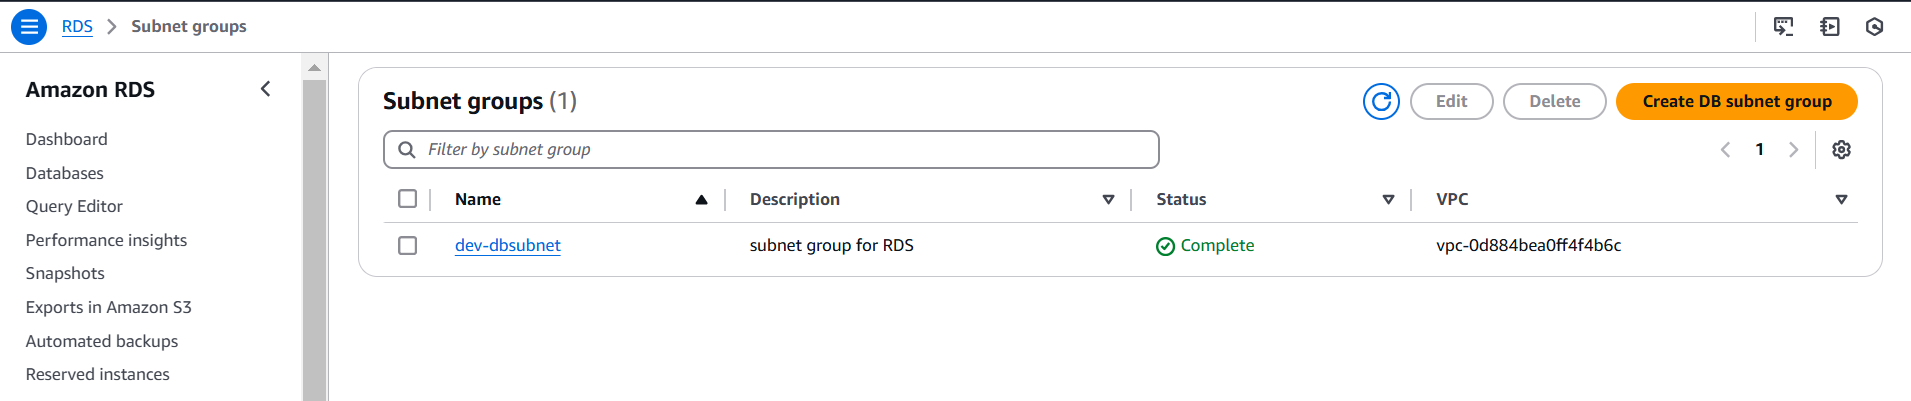 RDS > Subnet groups
Amazon RDS
Dashboard
Databases
Query Editor
Performance insights
Snapshots
Exports in Amazon S3
Automated backups
Reserved instances
Subnet groups (1)
Edit
Delete
Create DB subnet group
Filter by subnet group
1
Name Description Status VPC
dev-dbsubnet subnet group for RDS Complete vpc-0d884bea0ff4f4b6c